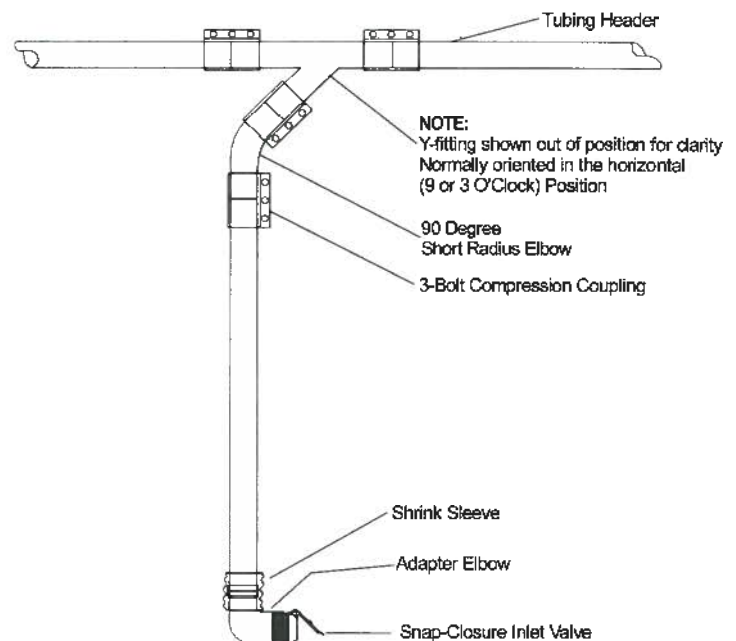 Tubing Header
NOTE:
Y-fitting shown out of position for clarity
Normally oriented in the horizontal
(9 or 3 O'Clock) Position
90 Degree
Short Radius Elbow
3-Bolt Compression Coupling
Shrink Sleeve
Adapter Elbow
Snap-Closure Inlet Valve